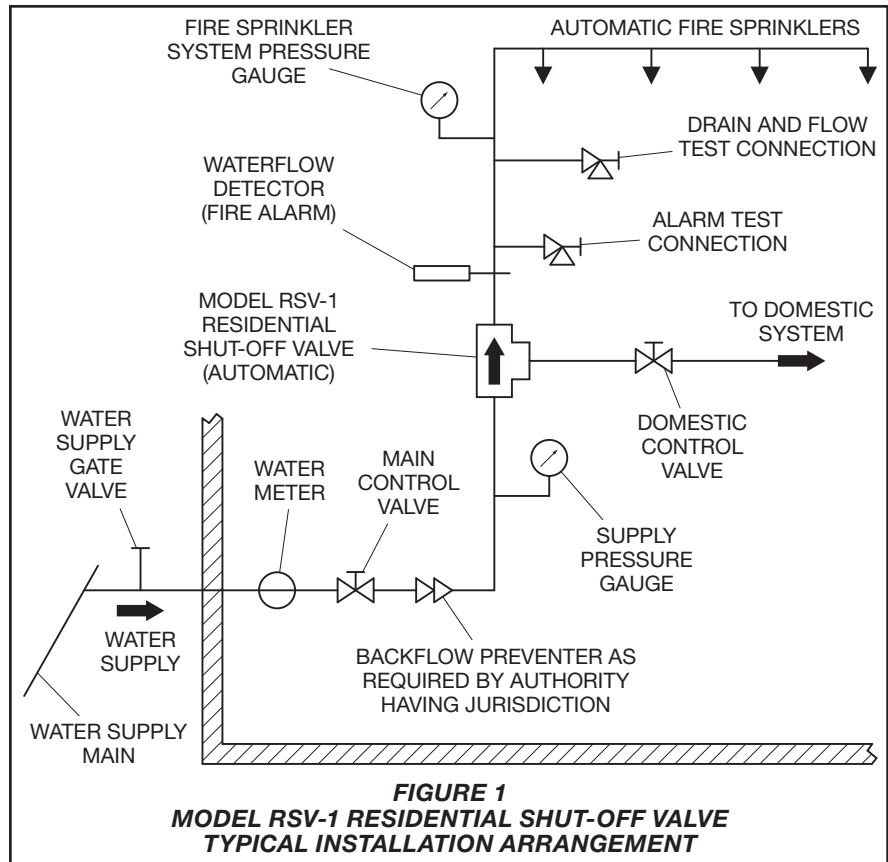 FIRE SPRINKLER
SYSTEM PRESSURE
GAUGE
AUTOMATIC FIRE SPRINKLERS
DRAIN AND FLOW
TEST CONNECTION
WATERFLOW
DETECTOR
(FIRE ALARM)
ALARM TEST
CONNECTION
MODEL RSV-1
RESIDENTIAL
SHUT-OFF VALVE
(AUTOMATIC)
TO DOMESTIC
SYSTEM
DOMESTIC
CONTROL
VALVE
WATER
SUPPLY
GATE
VALVE
WATER
METER
MAIN
CONTROL
VALVE
SUPPLY
PRESSURE
GAUGE
WATER
SUPPLY
BACKFLOW PREVENTER AS
REQUIRED BY AUTHORITY
HAVING JURISDICTION
WATER SUPPLY
MAIN
FIGURE 1
MODEL RSV-1 RESIDENTIAL SHUT-OFF VALVE
TYPICAL INSTALLATION ARRANGEMENT